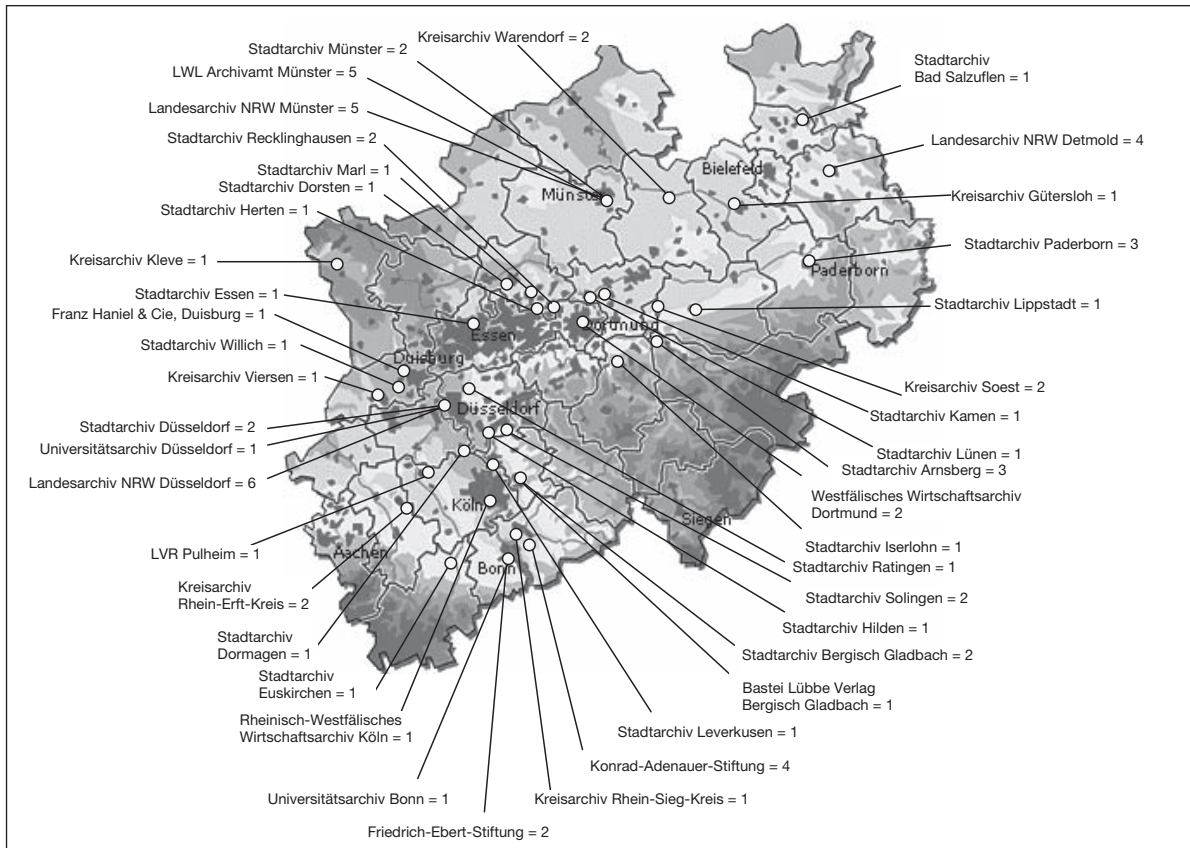 Stadtarchiv Münster = 2
Kreisarchiv Warendorf = 2
LWL Archivamt Münster = 5
Landesarchiv NRW Münster = 5
Stadtarchiv Recklinghausen = 2
Stadtarchiv Marl = 1
Stadtarchiv Dorsten = 1
Stadtarchiv Herten = 1
Kreisarchiv Kleve = 1
Stadtarchiv Essen = 1
Franz Haniel & Cie, Duisburg = 1
Stadtarchiv Willich = 1
Kreisarchiv Viersen = 1
Stadtarchiv Düsseldorf = 2
Universitätsarchiv Düsseldorf = 1
Landesarchiv NRW Düsseldorf = 6
LVR Pulheim = 1
Kreisarchiv
Rhein-Erft-Kreis = 2
Stadtarchiv
Dormagen = 1
Stadtarchiv
Euskirchen = 1
Rheinisch-Westfälisches
Wirtschaftsarchiv Köln = 1
Universitätsarchiv Bonn = 1
Friedrich-Ebert-Stiftung = 2
Kreisarchiv Rhein-Sieg-Kreis = 1
Konrad-Adenauer-Stiftung = 4
Stadtarchiv Leverkusen = 1
Bastei Lübbe Verlag
Bergisch Gladbach = 1
Stadtarchiv Bergisch Gladbach = 2
Stadtarchiv Hilden = 1
Stadtarchiv Solingen = 2
Stadtarchiv Ratingen = 1
Stadtarchiv Iserlohn = 1
Westfälisches Wirtschaftsarchiv
Dortmund = 2
Stadtarchiv Arnsberg = 3
Stadtarchiv Lünen = 1
Stadtarchiv Kamen = 1
Kreisarchiv Soest = 2
Stadtarchiv Lippstadt = 1
Stadtarchiv Paderborn = 3
Kreisarchiv Gütersloh = 1
Landesarchiv NRW Detmold = 4
Stadtarchiv
Bad Salzuflen = 1
Bielefeld
Münster
Paderborn
Dortmund
Essen
Duisburg
Düsseldorf
Köln
Siegen
Aachen
Bonn